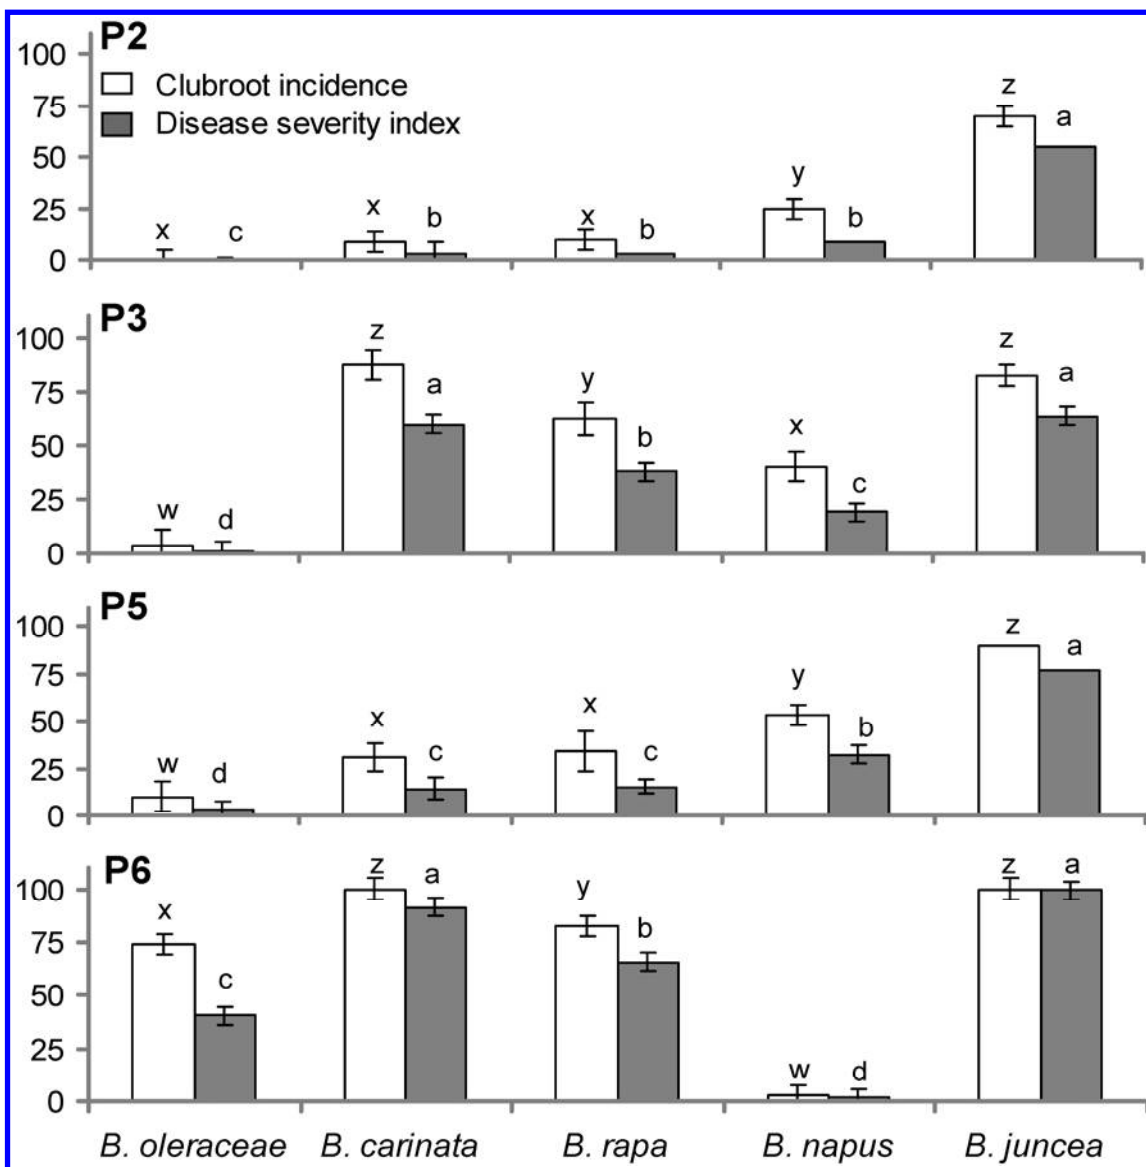 P2
100
Clubroot incidence
Disease severity index
75
50
25
0
x c x b x b y b z a
P3
100
75
50
25
0
w d z a y b x c z a
P5
100
75
50
25
0
w d x c x c y b z a
P6
100
75
50
25
0
x c z a y b w d z a
B. oleraceae B. carinata B. rapa B. napus B. juncea